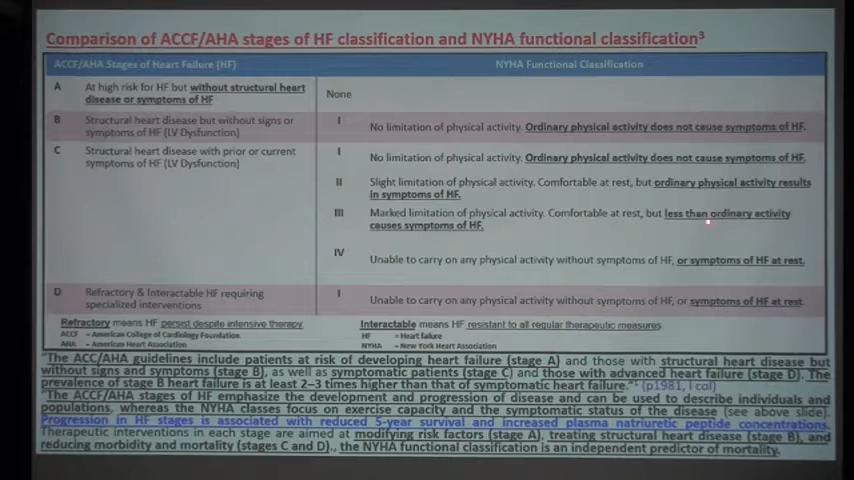 Comparison of ACCF/AHA stages of HF classification and NYHA functional classification³
ACCF/AHA Stages of Heart Failure (HF)
NYHA Functional Classification
A At high risk for HF but without structural heart
disease or symptoms of HF
None
B Structural heart disease but without signs or
symptoms of HF (LV Dysfunction)
I No limitation of physical activity. Ordinary physical activity does not cause symptoms of HF.
C Structural heart disease with prior or current
symptoms of HF (LV Dysfunction)
I No limitation of physical activity. Ordinary physical activity does not cause symptoms of HF.
II Slight limitation of physical activity. Comfortable at rest, but ordinary physical activity results
in symptoms of HF.
III Marked limitation of physical activity. Comfortable at rest, but less than ordinary activity
causes symptoms of HF.
IV Unable to carry on any physical activity without symptoms of HF, or symptoms of HF at rest.
D Refractory & Interactable HF requiring
specialized interventions
I Unable to carry on any physical activity without symptoms of HF, or symptoms of HF at rest.
Refractory means HF persist despite intensive therapy.
ACCF = American College of Cardiology Foundation
AHA = American Heart Association
Interactable means HF resistant to all regular therapeutic measures.
HF = Heart failure
NYHA = New York Heart Association
"The ACC/AHA guidelines include patients at risk of developing heart failure (stage A) and those with structural heart disease but
without signs and symptoms (stage B), as well as symptomatic patients (stage C) and those with advanced heart failure (stage D). The
prevalence of stage B heart failure is at least 2–3 times higher than that of symptomatic heart failure."¹ (p1981, l col)
"The ACCF/AHA stages of HF emphasize the development and progression of disease and can be used to describe individuals and
populations, whereas the NYHA classes focus on exercise capacity and the symptomatic status of the disease (see above slide).
Progression in HF stages is associated with reduced 5-year survival and increased plasma natriuretic peptide concentrations.
Therapeutic interventions in each stage are aimed at modifying risk factors (stage A), treating structural heart disease (stage B), and
reducing morbidity and mortality (stages C and D)., the NYHA functional classification is an independent predictor of mortality.